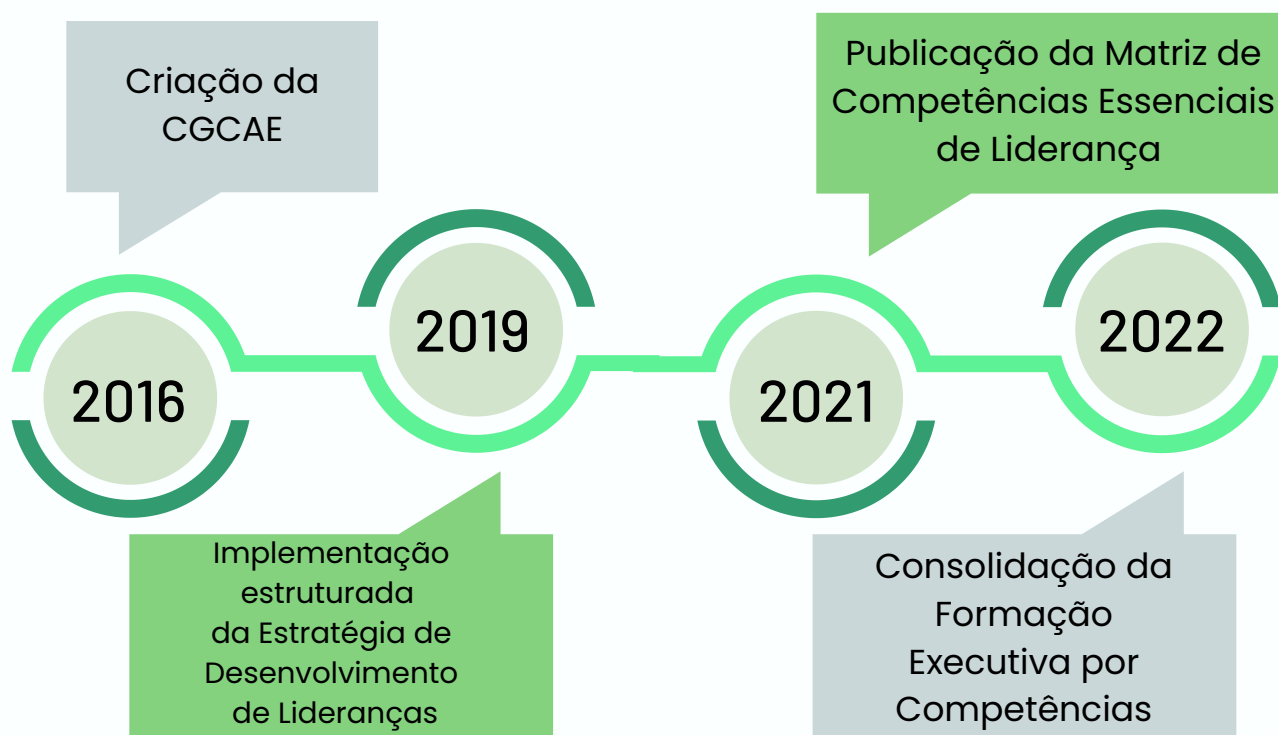 Criação da
CGCAE
2016
2019
Implementação
estruturada
da Estratégia de
Desenvolvimento
de Lideranças
Publicação da Matriz de
Competências Essenciais
de Liderança
2021
2022
Consolidação da
Formação
Executiva por
Competências